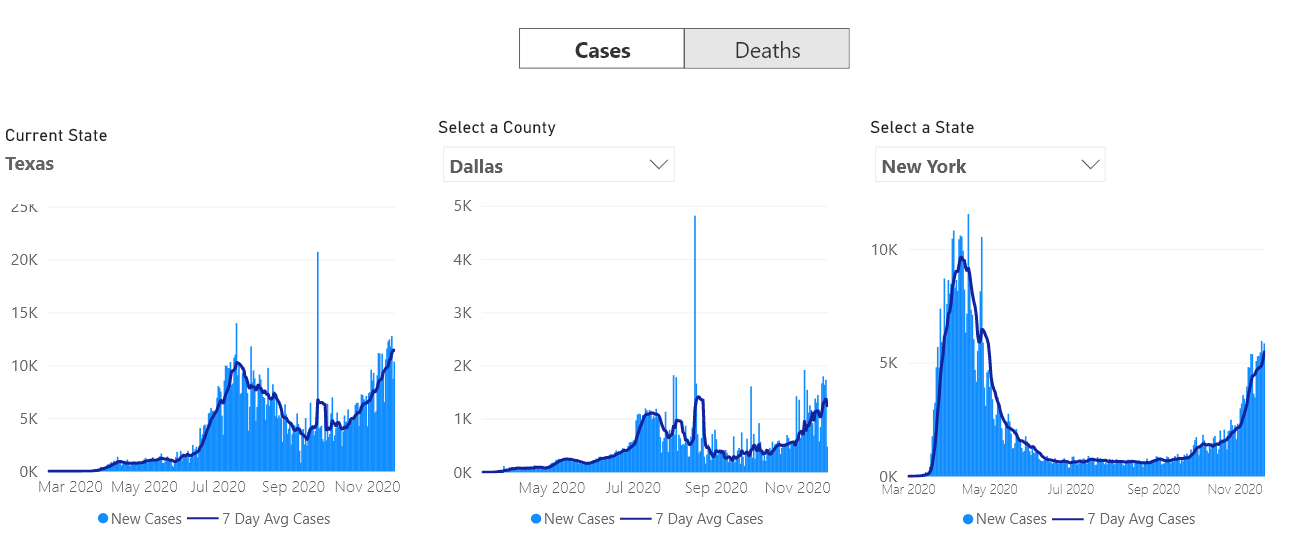 Cases Deaths
Current State
Texas
25K
20K
15K
10K
5K
0K
Mar 2020 May 2020 Jul 2020 Sep 2020 Nov 2020
New Cases 7 Day Avg Cases
Select a County
Dallas
5K
4K
3K
2K
1K
0K
May 2020 Jul 2020 Sep 2020 Nov 2020
New Cases 7 Day Avg Cases
Select a State
New York
10K
5K
0K
Mar 2020 May 2020 Jul 2020 Sep 2020 Nov 2020
New Cases 7 Day Avg Cases